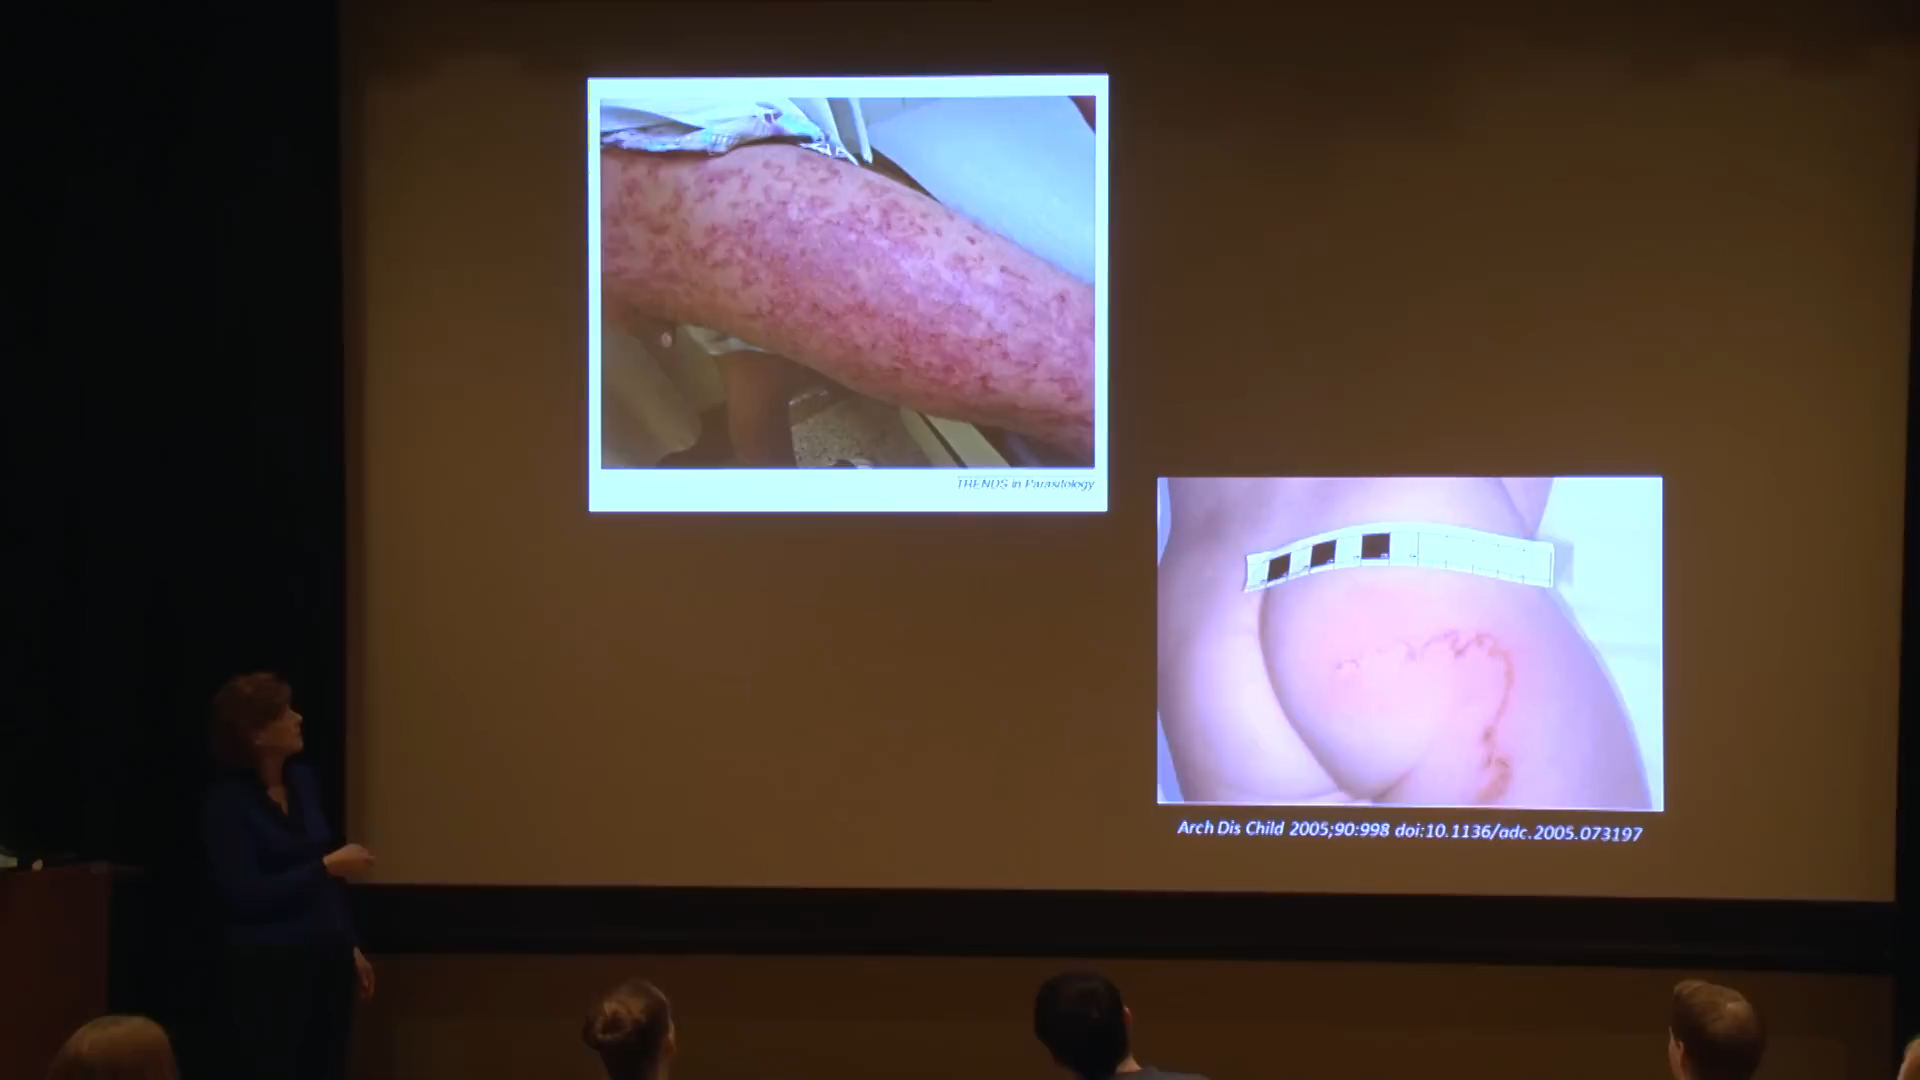 TRENDS in Parasitology
Arch Dis Child 2005;90:998 doi:10.1136/adc.2005.073197